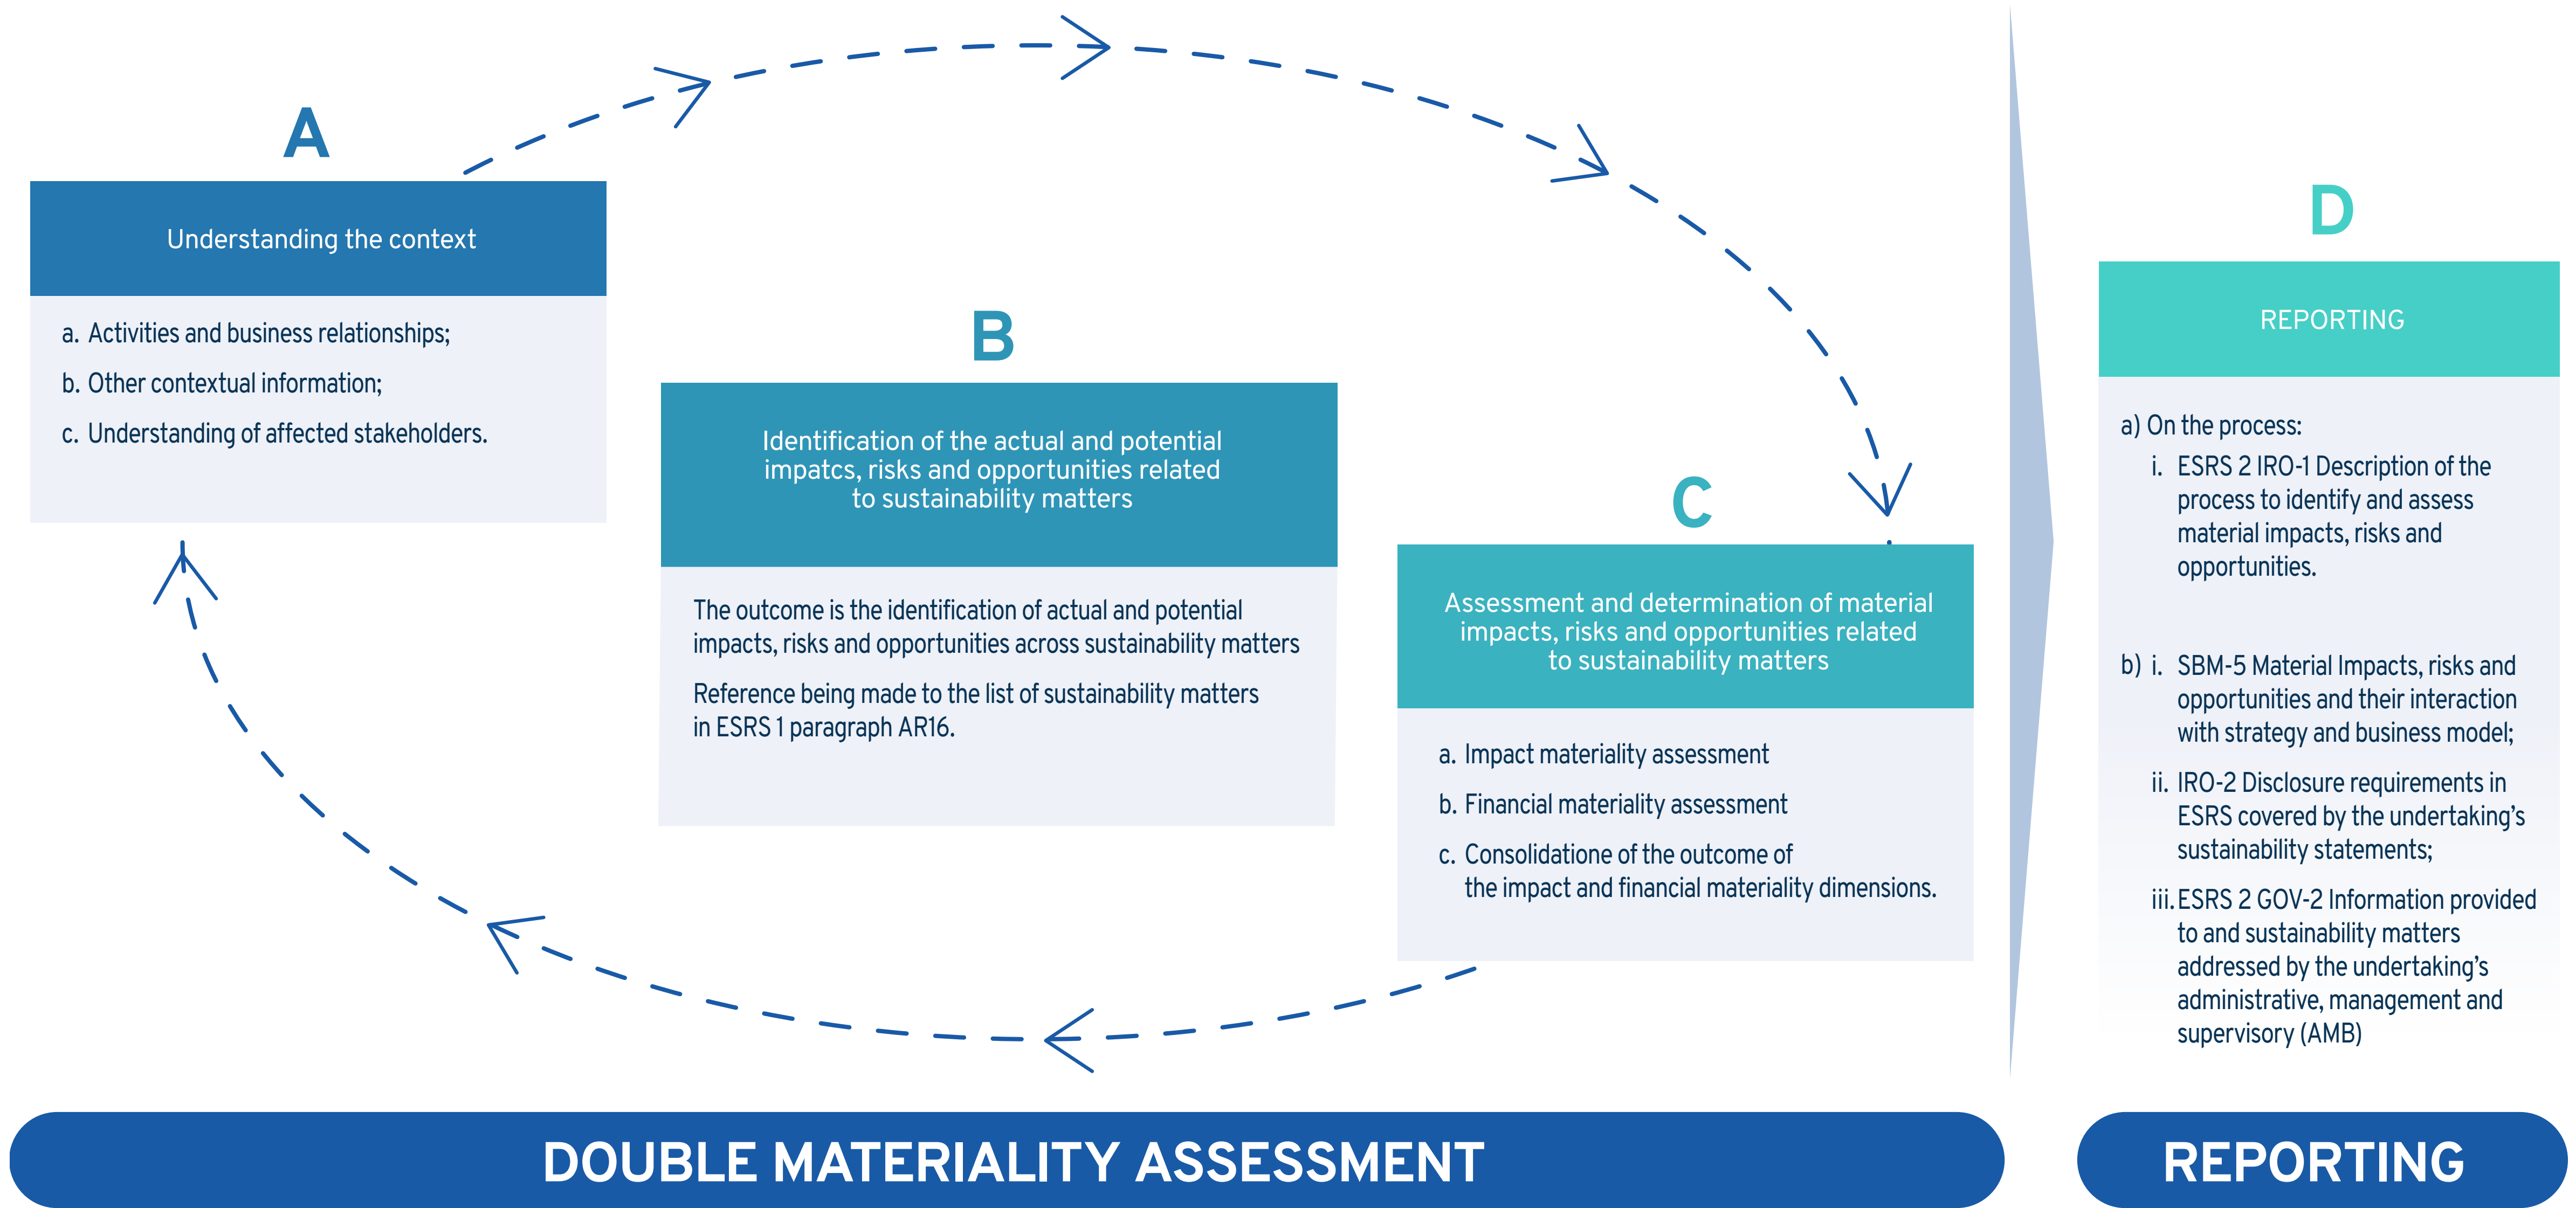 A
Understanding the context
a. Activities and business relationships;
b. Other contextual information;
c. Understanding of affected stakeholders.
B
Identification of the actual and potential
impatcs, risks and opportunities related
to sustainability matters
The outcome is the identification of actual and potential
impacts, risks and opportunities across sustainability matters
Reference being made to the list of sustainability matters
in ESRS 1 paragraph AR16.
C
Assessment and determination of material
impacts, risks and opportunities related
to sustainability matters
a. Impact materiality assessment
b. Financial materiality assessment
c. Consolidatione of the outcome of
the impact and financial materiality dimensions.
D
REPORTING
a) On the process:
i. ESRS 2 IRO-1 Description of the
process to identify and assess
material impacts, risks and
opportunities.
b) i. SBM-5 Material Impacts, risks and
opportunities and their interaction
with strategy and business model;
ii. IRO-2 Disclosure requirements in
ESRS covered by the undertaking's
sustainability statements;
iii. ESRS 2 GOV-2 Information provided
to and sustainability matters
addressed by the undertaking's
administrative, management and
supervisory (AMB)
DOUBLE MATERIALITY ASSESSMENT
REPORTING